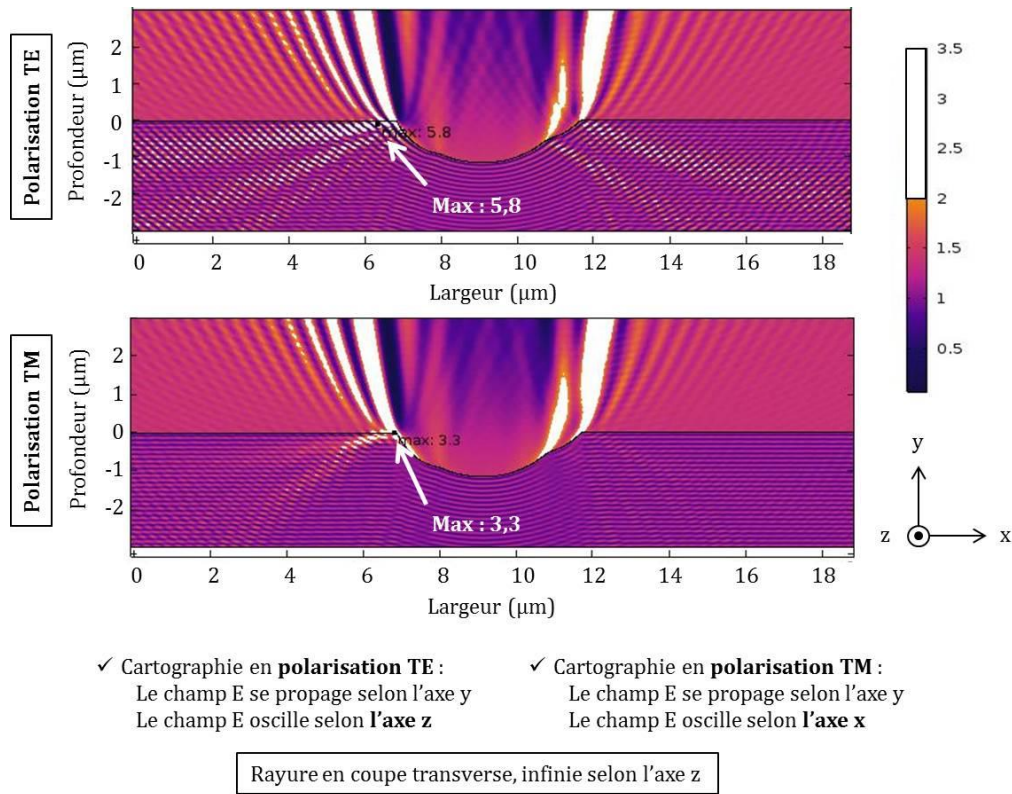 Polarisation TE
Profondeur (µm)
2
1
0
-1
-2
max: 5.8
Max : 5,8
0 2 4 6 8 10 12 14 16 18
Largeur (µm)
3.5
3
2.5
2
1.5
1
0.5
Polarisation TM
Profondeur (µm)
2
1
0
-1
-2
max: 3.3
Max : 3,3
0 2 4 6 8 10 12 14 16 18
Largeur (µm)
y
z x
✓ Cartographie en polarisation TE :
Le champ E se propage selon l'axe y
Le champ E oscille selon l'axe z
✓ Cartographie en polarisation TM :
Le champ E se propage selon l'axe y
Le champ E oscille selon l'axe x
Rayure en coupe transverse, infinie selon l'axe z